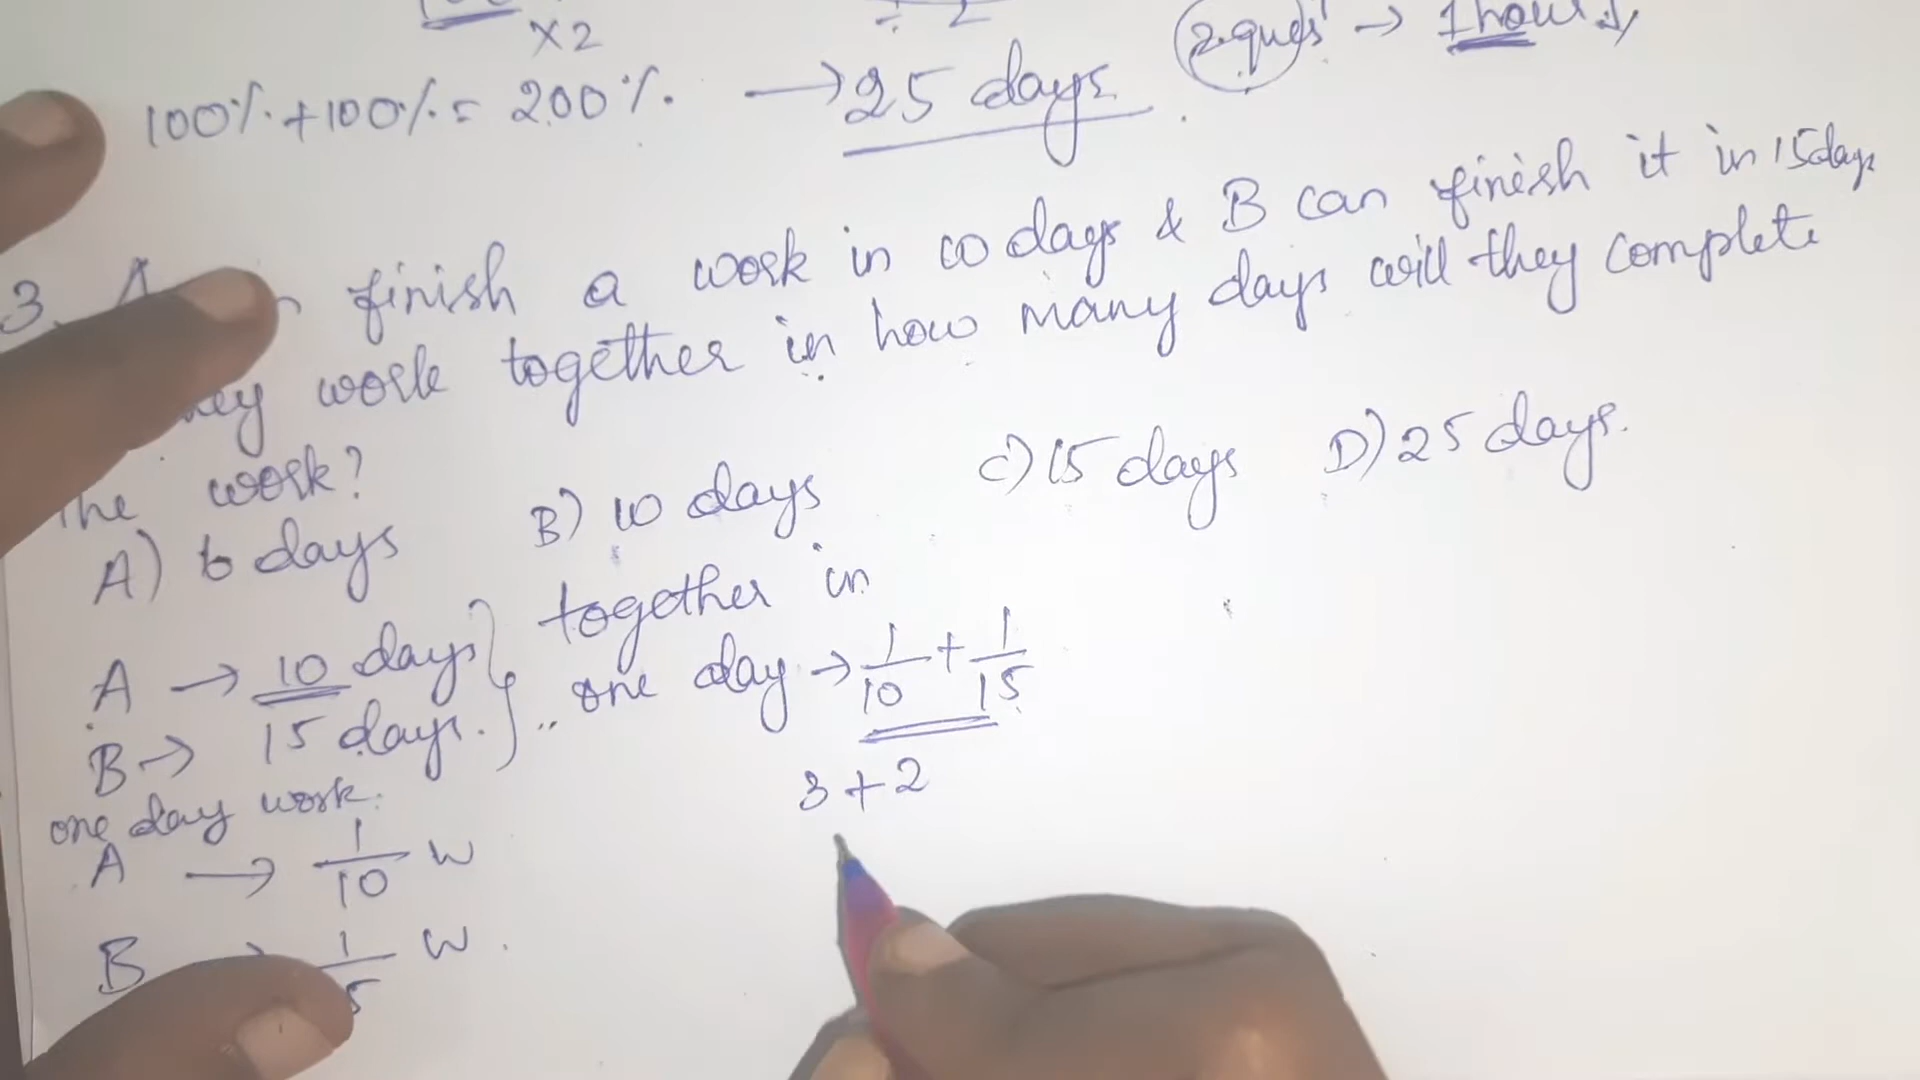 ×2
÷ 2
2 ques → 1 hour
100% + 100% = 200% → 25 days
3. A finish a work in 10 days & B can finish it in 15 days
work together in how many days will they complete
the work?
A) 6 days B) 10 days C) 15 days D) 25 days.
A → 10 days } together in
B → 15 days. } .. one day → 1/10 + 1/15
one day work. 3 + 2
A → 1/10 W
B → 1/ W